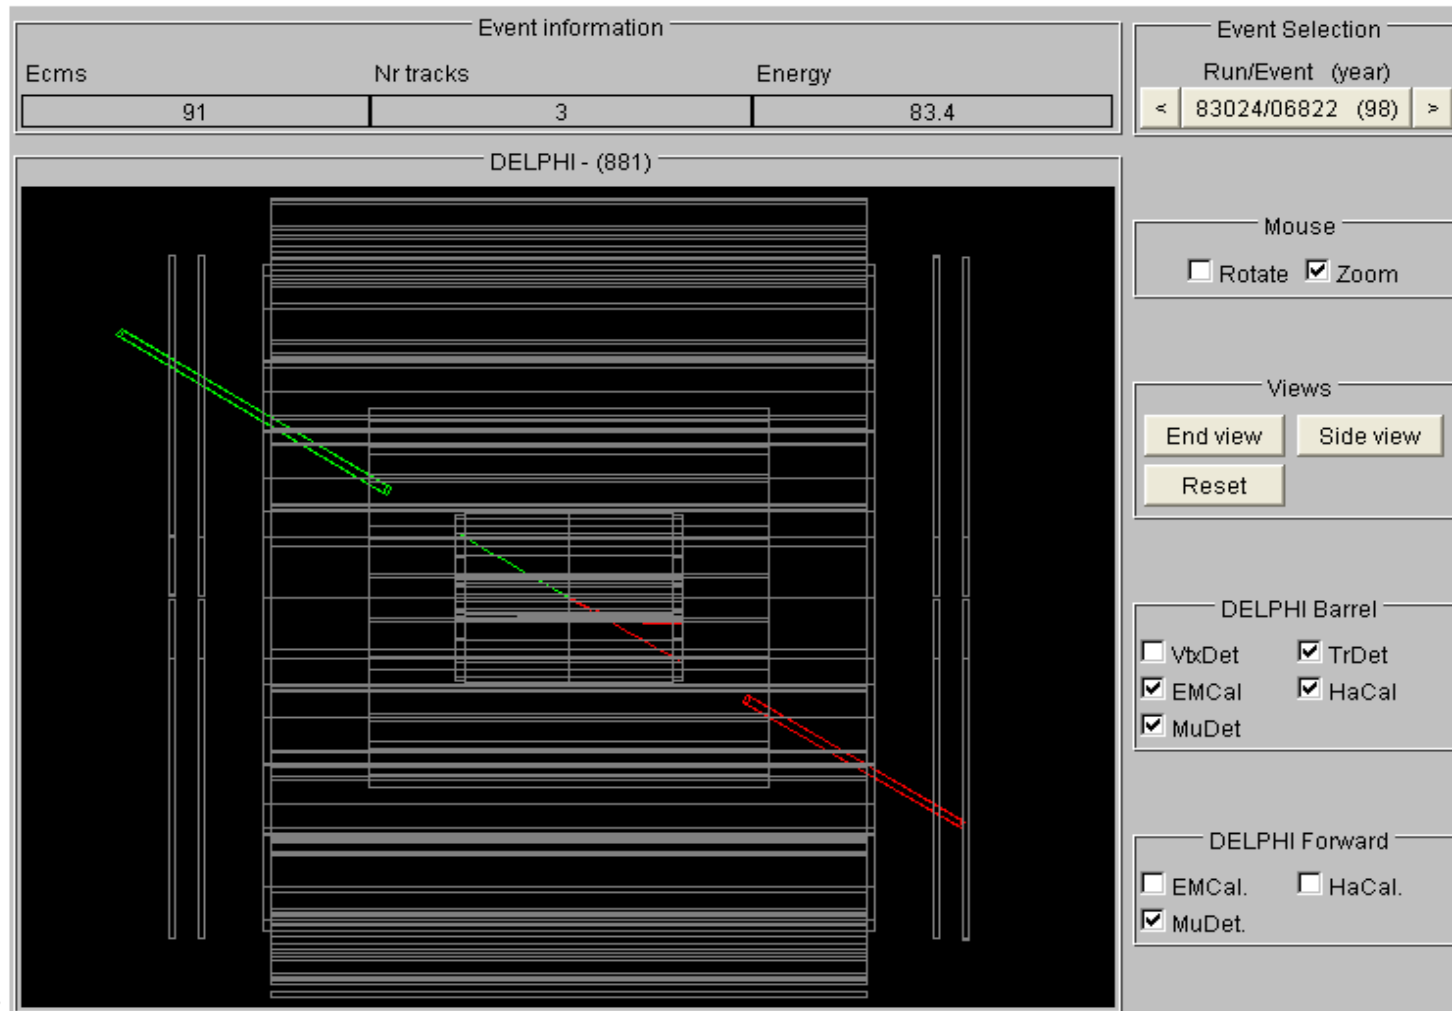 Event information
Ecms Nr tracks Energy
91 3 83.4
DELPHI - (881)
Event Selection
Run/Event (year)
< 83024/06822 (98) >
Mouse
Rotate Zoom
Views
End view Side view
Reset
DELPHI Barrel
VtxDet TrDet
EMCal HaCal
MuDet
DELPHI Forward
EMCal. HaCal.
MuDet.